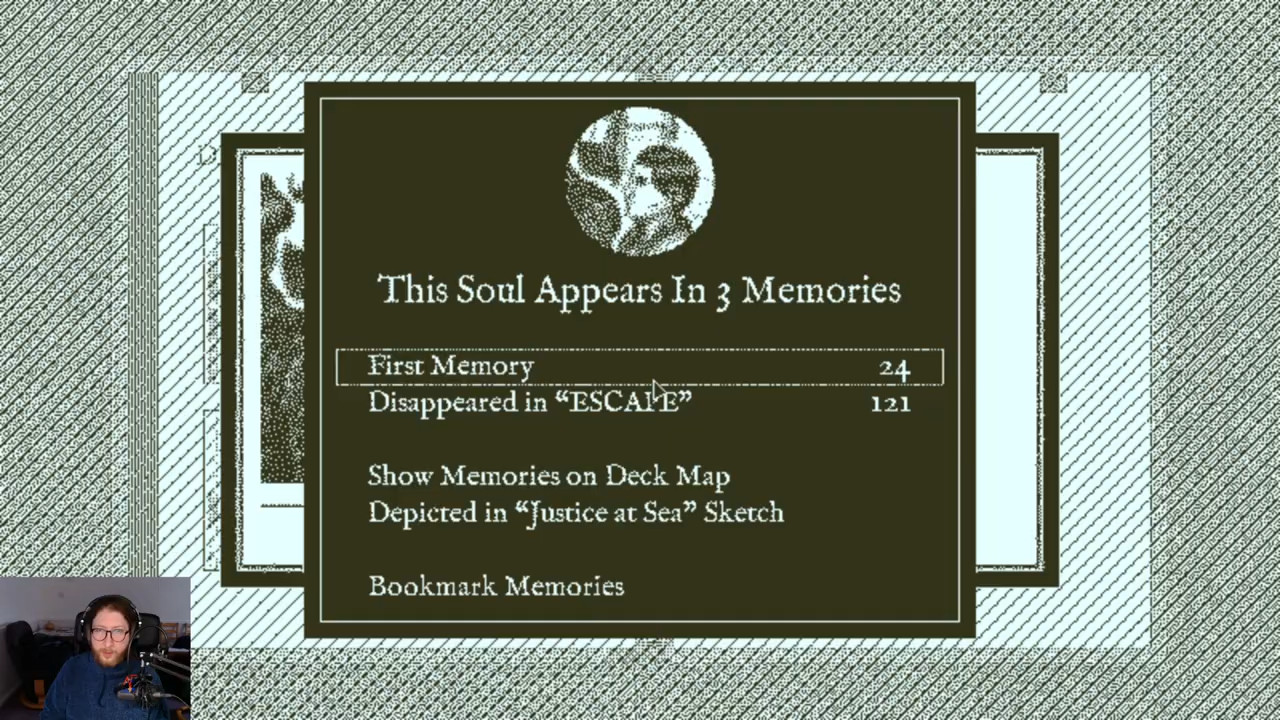 This Soul Appears In 3 Memories
First Memory 24
Disappeared in “ESCAPE” 121
Show Memories on Deck Map
Depicted in “Justice at Sea” Sketch
Bookmark Memories